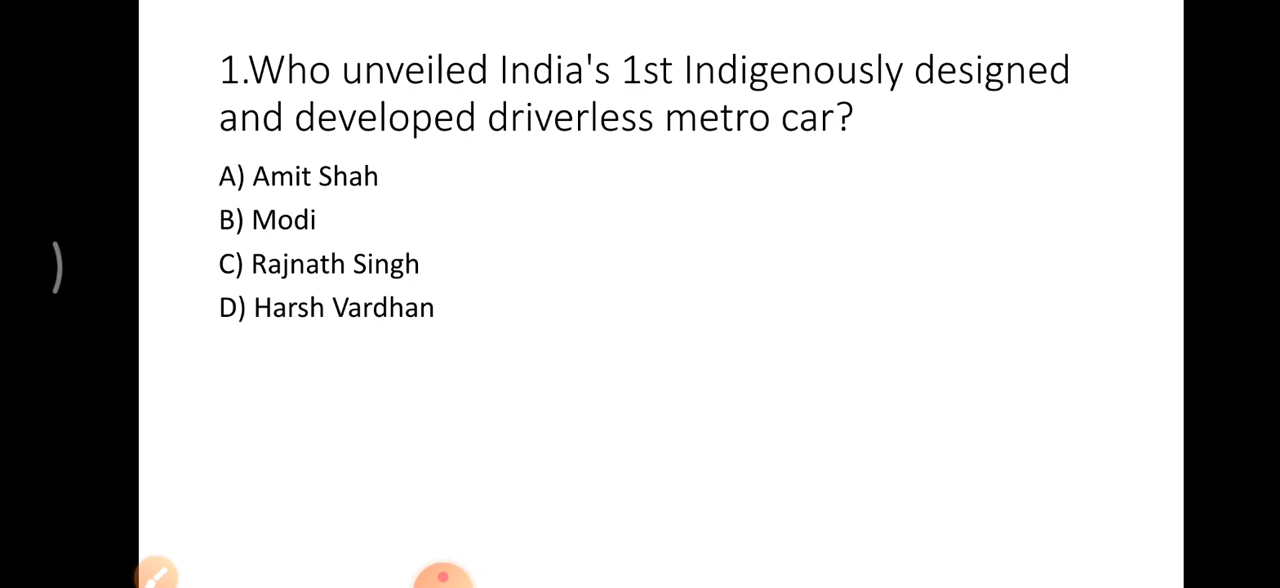 1.Who unveiled India's 1st Indigenously designed
and developed driverless metro car?
A) Amit Shah
B) Modi
C) Rajnath Singh
D) Harsh Vardhan